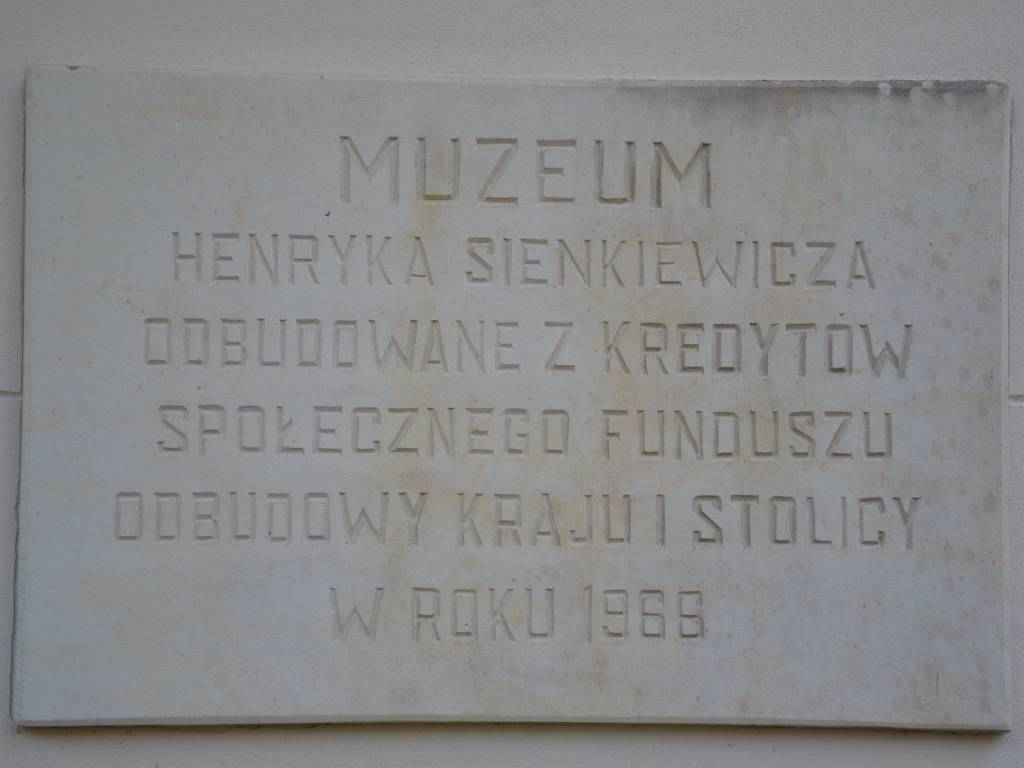 MUZEUM
HENRYKA SIENKIEWICZA
ODBUDOWANE Z KREDYTÓW
SPOŁECZNEGO FUNDUSZU
ODBUDOWY KRAJU I STOLICY
W ROKU 1966